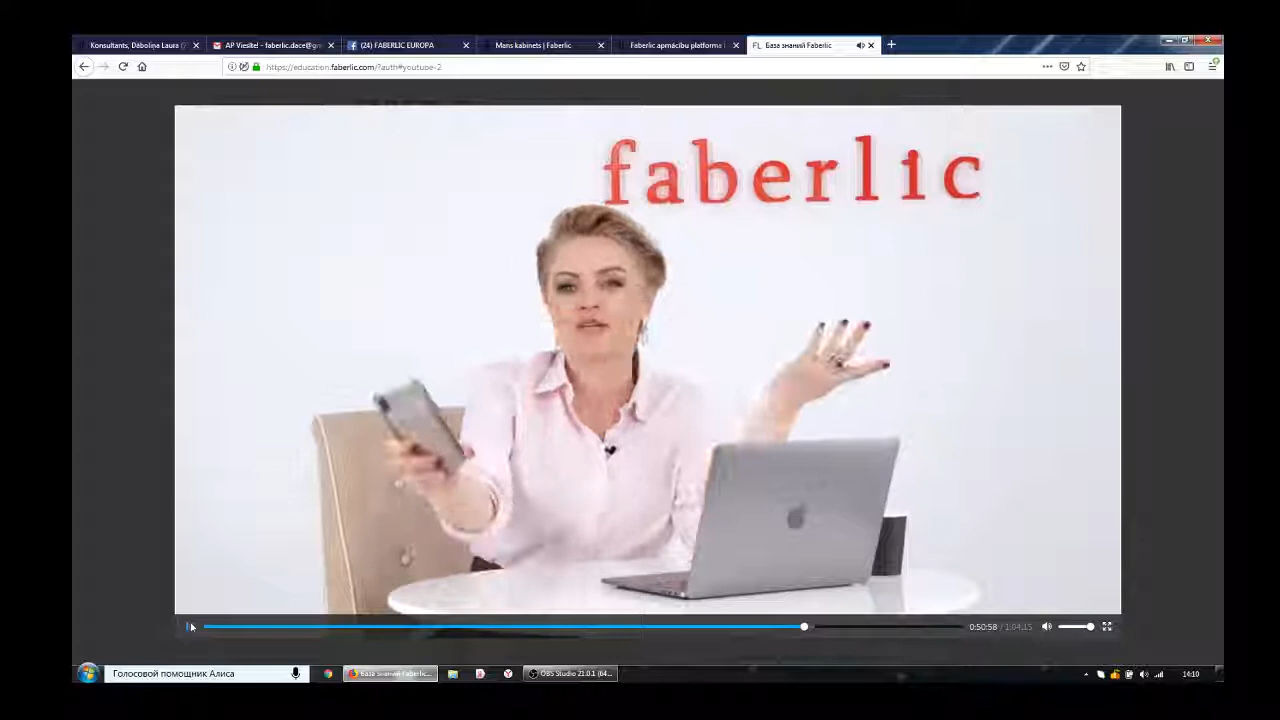 Konsultants, Dāboliņa Laura (
AP Viesīte! - faberlic.dace@g
(24) FABERLIC EUROPA
Mans kabinets | Faberlic
Faberlic apmācību platforma
База знаний Faberlic
https://education.faberlic.com/?auth#youtupe-2
faberlic
0:50:58 / 1:04:15
Голосовой помощник Алиса
База знаний Faberlic...
OBS Studio 21.0.1 (64...
14:10